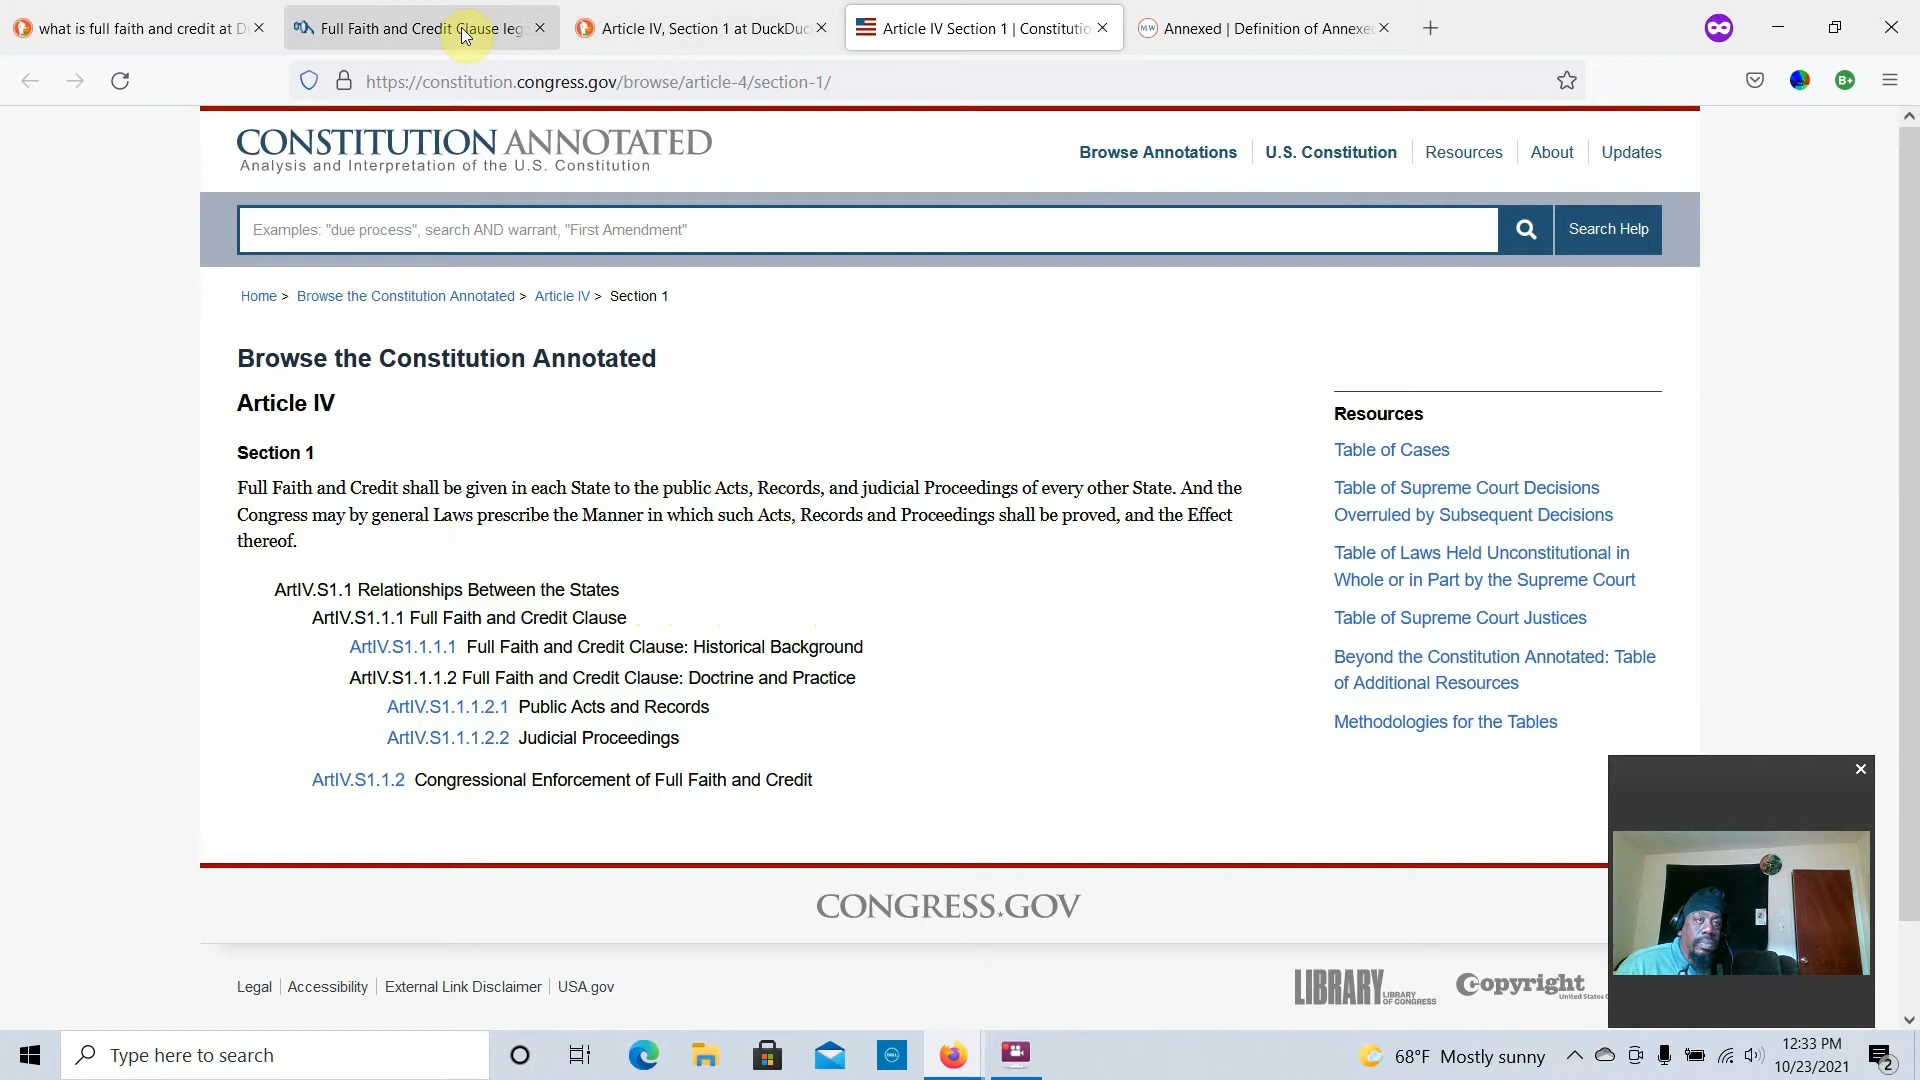 what is full faith and credit at D
Full Faith and Credit Clause leg
Article IV, Section 1 at DuckDuc
Article IV Section 1 | Constitutio
MW
Annexed | Definition of Annexe
https://constitution.congress.gov/browse/article-4/section-1/
B+
CONSTITUTION ANNOTATED
Analysis and Interpretation of the U.S. Constitution
Browse Annotations
U.S. Constitution
Resources
About
Updates
Examples: "due process", search AND warrant, "First Amendment"
Search Help
Home > Browse the Constitution Annotated > Article IV > Section 1
Browse the Constitution Annotated
Article IV
Section 1
Full Faith and Credit shall be given in each State to the public Acts, Records, and judicial Proceedings of every other State. And the
Congress may by general Laws prescribe the Manner in which such Acts, Records and Proceedings shall be proved, and the Effect
thereof.
ArtIV.S1.1 Relationships Between the States
ArtIV.S1.1.1 Full Faith and Credit Clause
ArtIV.S1.1.1.1 Full Faith and Credit Clause: Historical Background
ArtIV.S1.1.1.2 Full Faith and Credit Clause: Doctrine and Practice
ArtIV.S1.1.1.2.1 Public Acts and Records
ArtIV.S1.1.1.2.2 Judicial Proceedings
ArtIV.S1.1.2 Congressional Enforcement of Full Faith and Credit
Resources
Table of Cases
Table of Supreme Court Decisions
Overruled by Subsequent Decisions
Table of Laws Held Unconstitutional in
Whole or in Part by the Supreme Court
Table of Supreme Court Justices
Beyond the Constitution Annotated: Table
of Additional Resources
Methodologies for the Tables
CONGRESS.GOV
Legal
Accessibility
External Link Disclaimer
USA.gov
LIBRARY
LIBRARY
OF CONGRESS
Copyright
United States
Type here to search
DELL
68°F Mostly sunny
12:33 PM
10/23/2021
2